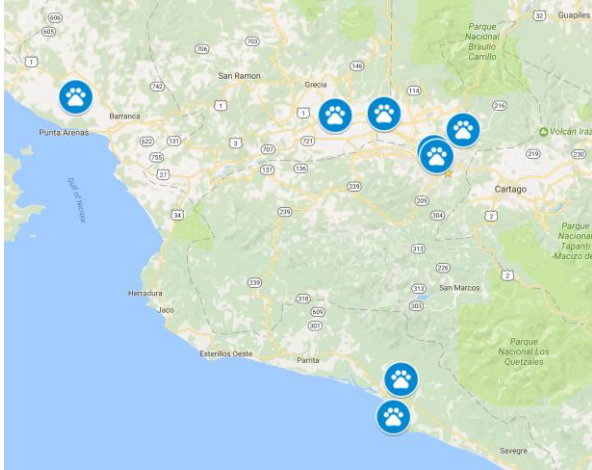 606
605
32
Guapiles
Parque
Nacional
Braulio
Carrillo
1
706
703
San Ramon
146
Grecia
742
114
1
1
216
Punta Arenas
Barranca
622
131
3
721
Volcán Iraz
755
707
219
230
27
137
136
239
Cartago
Gulf of Nicoya
34
239
209
304
2
Parque
Nacional
Tapanti
-Macizo de
313
226
2
239
Herradura
318
313
San Marcos
Jaco
609
303
301
Esterillos Oeste
Parrita
Parque
Nacional Los
Quetzales
Savegre